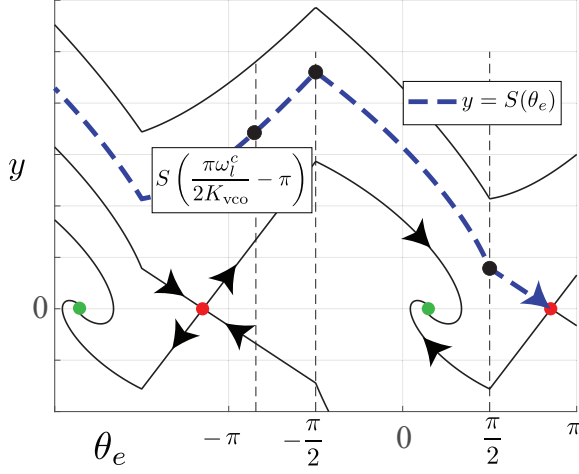 y = S(θ_e)
y
S(πω_l^c / 2K_vco − π)
0
θ_e
−π
−π/2
0
π/2
π